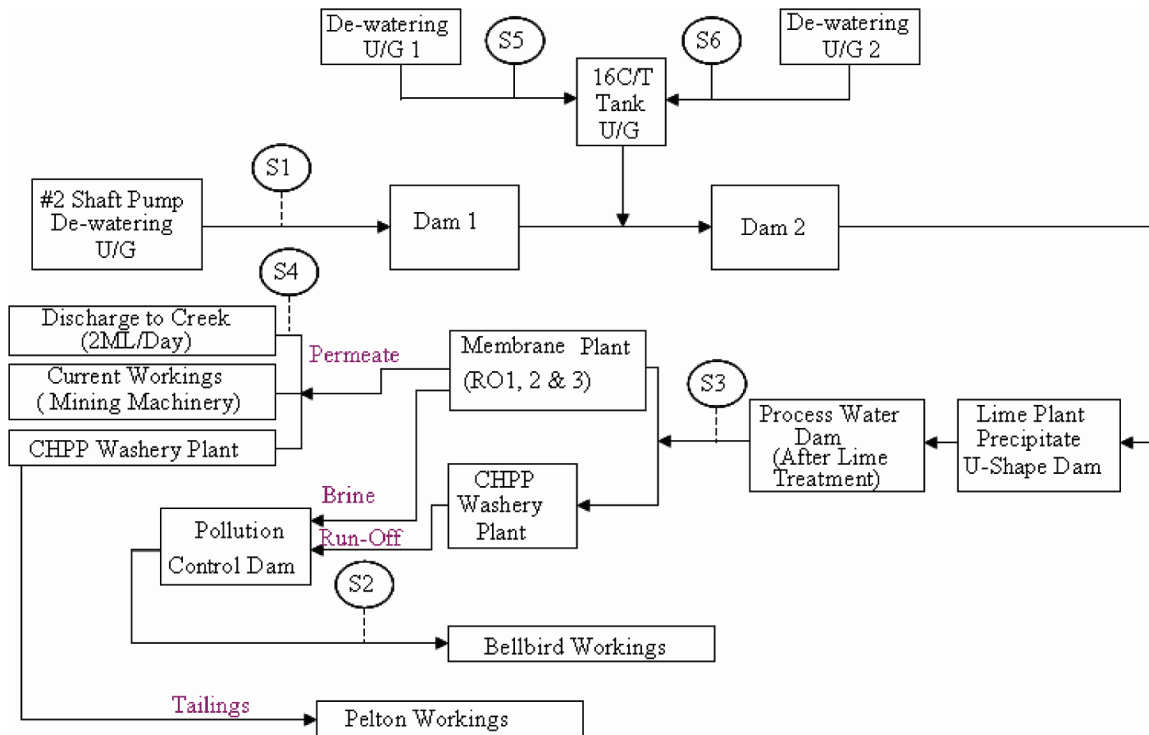 De-watering
U/G 1
S5
S6
De-watering
U/G 2
16C/T
Tank
U/G
S1
#2 Shaft Pump
De-watering
U/G
Dam 1
Dam 2
S4
Discharge to Creek
(2ML/Day)
Permeate
Membrane Plant
(RO1, 2 & 3)
S3
Current Workings
( Mining Machinery)
Process Water
Dam
(After Lime
Treatment)
Lime Plant
Precipitate
U-Shape Dam
CHPP Washery Plant
CHPP
Washery
Plant
Brine
Run-Off
Pollution
Control Dam
S2
Bellbird Workings
Tailings
Pelton Workings